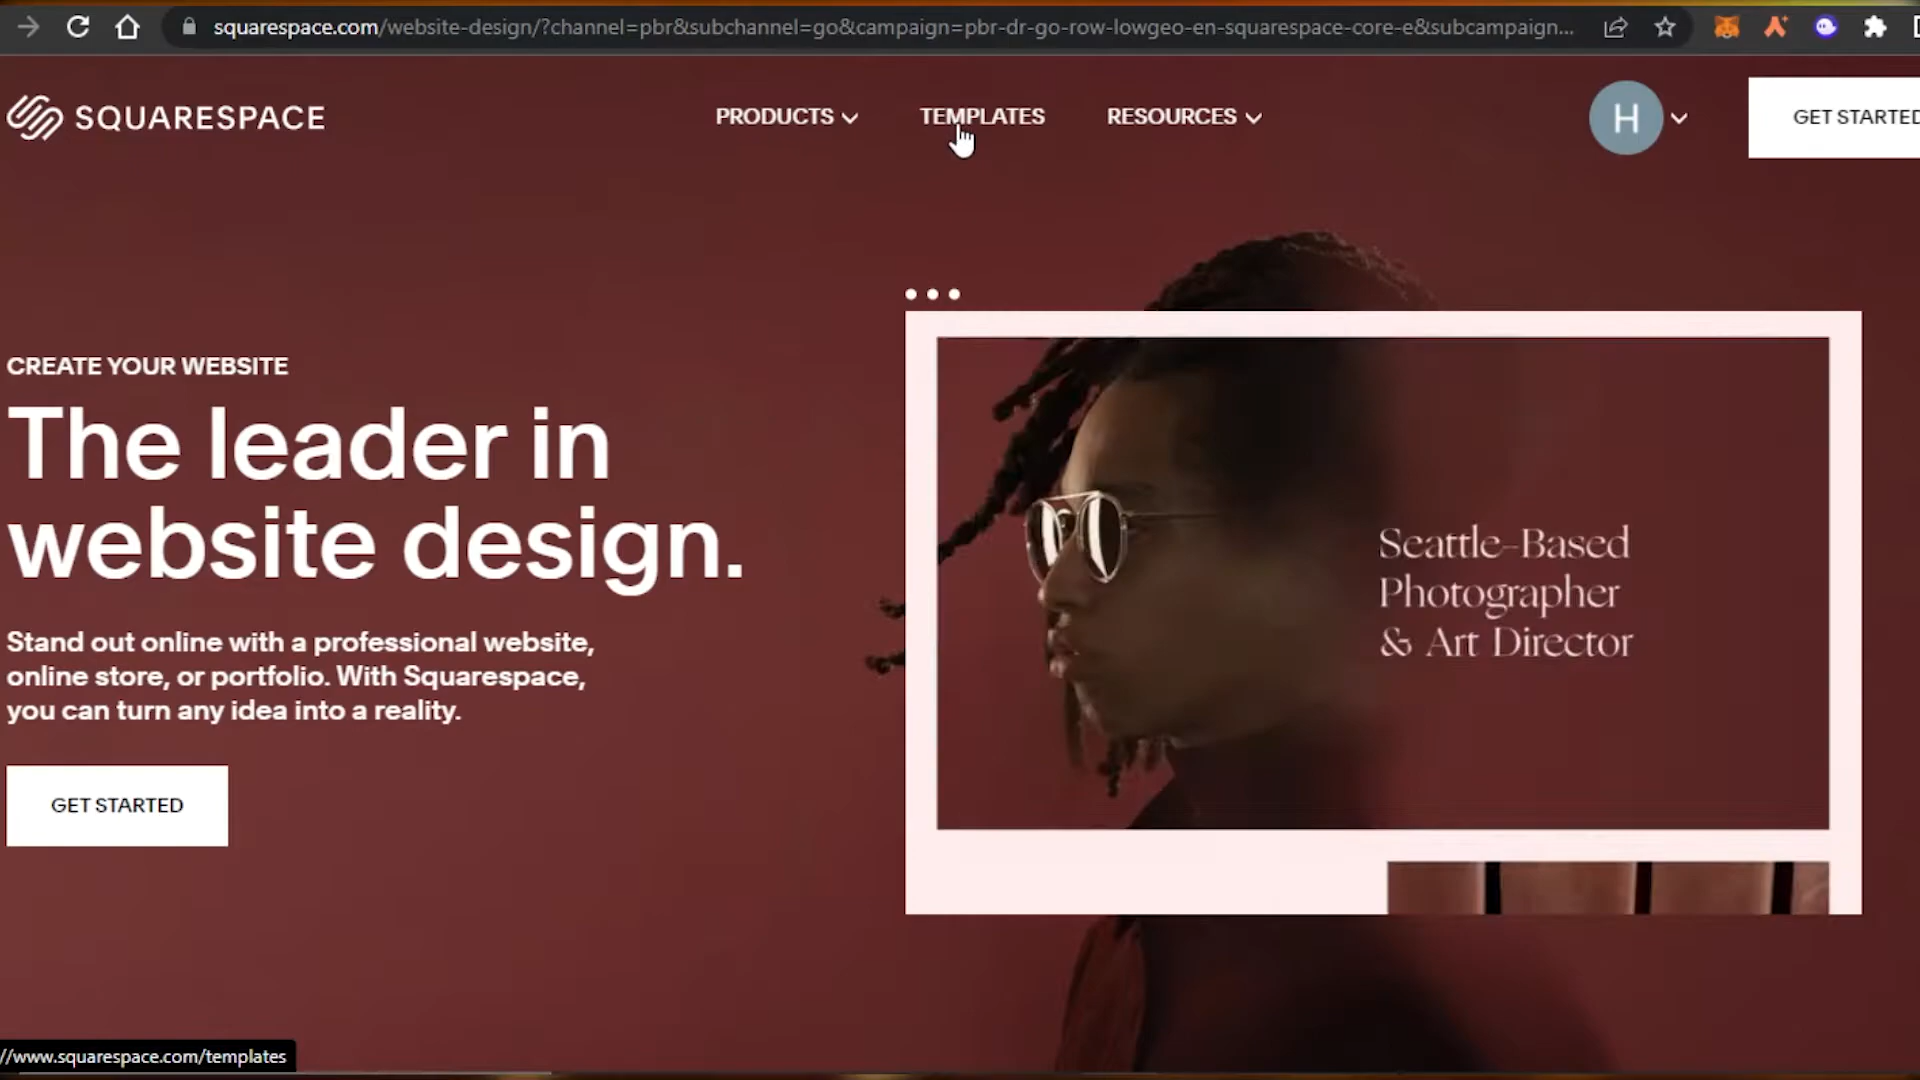 squarespace.com/website-design/?channel=pbr&subchannel=go&campaign=pbr-dr-go-row-lowgeo-en-squarespace-core-e&subcampaign...
SQUARESPACE
PRODUCTS
TEMPLATES
RESOURCES
H
GET STARTED
CREATE YOUR WEBSITE
The leader in
website design.
Stand out online with a professional website,
online store, or portfolio. With Squarespace,
you can turn any idea into a reality.
GET STARTED
Seattle-Based
Photographer
& Art Director
//www.squarespace.com/templates